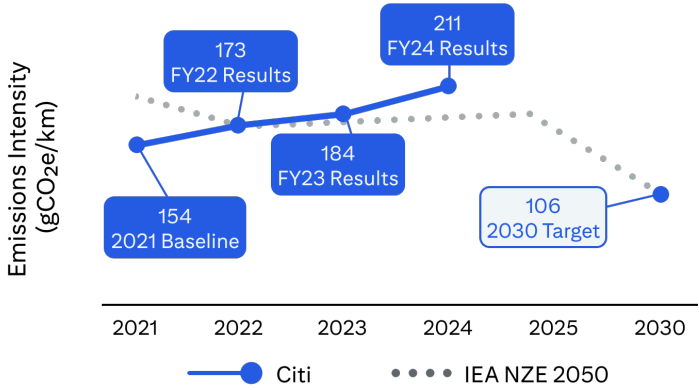 Emissions Intensity
(gCO₂e/km)
211
FY24 Results
173
FY22 Results
184
FY23 Results
154
2021 Baseline
106
2030 Target
2021 2022 2023 2024 2025 2030
Citi IEA NZE 2050